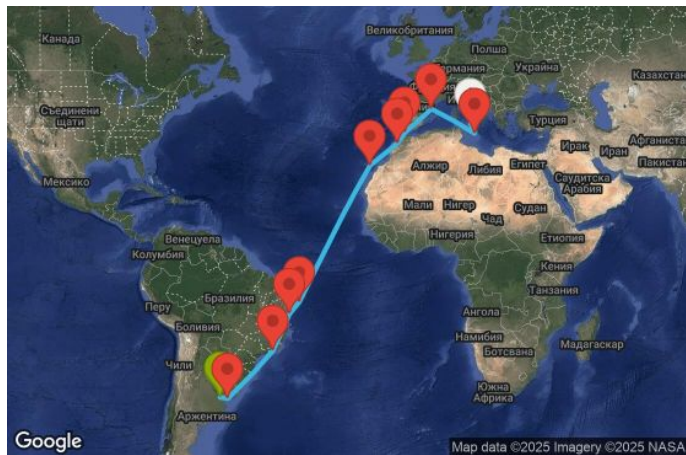 Канада
Великобритания
Полша
Германия
Украйна
Казахстан
Съединени
щати
Турция
Афганистан
Ирак
Иран
Пакистан
Алжир
Либия
Египет
Мексико
Саудитска
Арабия
Мали
Нигер
Судан
Чад
Венецуела
Нигерия
Етиопия
Колумбия
Кения
Бразилия
Танзания
Перу
Ангола
Боливия
Намибия
Мадагаскар
Ботсвана
Чили
Южна
Африка
Аржентина
Google
Map data ©2025 Imagery ©2025 NASA